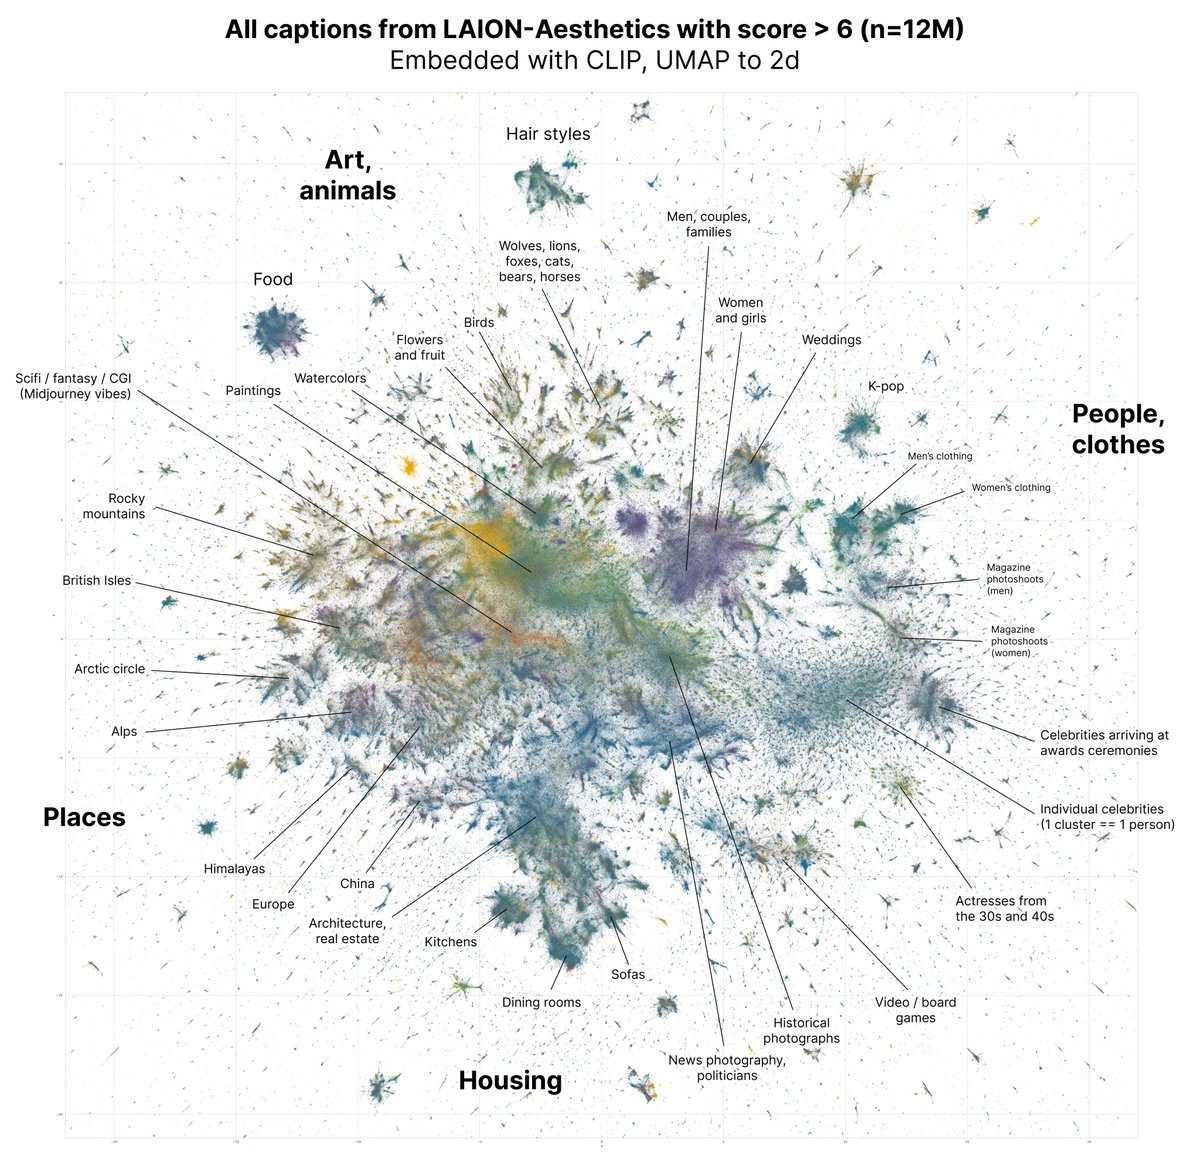 All captions from LAION-Aesthetics with score > 6 (n=12M)
Embedded with CLIP, UMAP to 2d
Hair styles
Art,
animals
Men, couples,
families
Wolves, lions,
foxes, cats,
bears, horses
Food
Women
and girls
Birds
Flowers
and fruit
Weddings
Scifi / fantasy / CGI
(Midjourney vibes)
Watercolors
Paintings
K-pop
People,
clothes
Men's clothing
Women's clothing
Rocky
mountains
British Isles
Magazine
photoshoots
(men)
Magazine
photoshoots
(women)
Arctic circle
Alps
Celebrities arriving at
awards ceremonies
Places
Individual celebrities
(1 cluster == 1 person)
Himalayas
China
Europe
Actresses from
the 30s and 40s
Architecture,
real estate
Kitchens
Sofas
Dining rooms
Video / board
games
Historical
photographs
News photography,
politicians
Housing